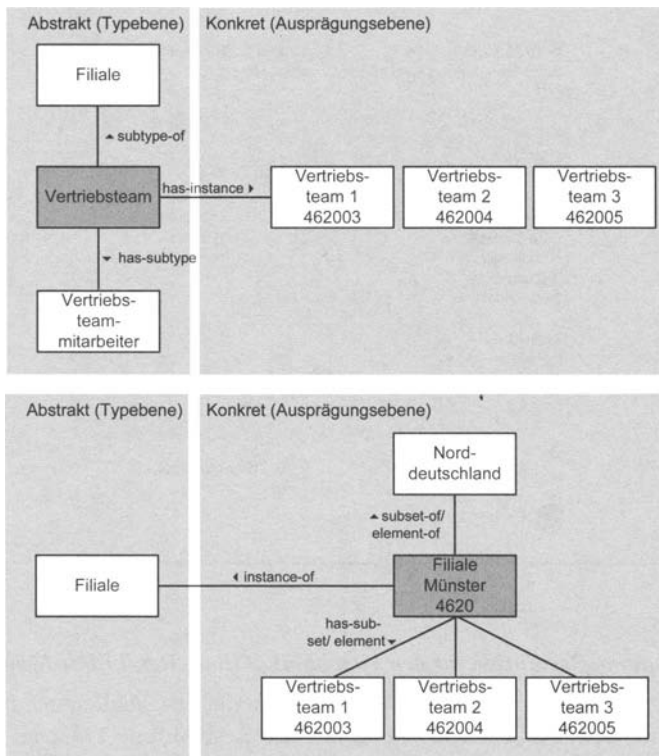 Abstrakt (Typebene)
Konkret (Ausprägungsebene)
Filiale
subtype-of
Vertriebsteam
has-instance
Vertriebs-
team 1
462003
Vertriebs-
team 2
462004
Vertriebs-
team 3
462005
has-subtype
Vertriebs-
team-
mitarbeiter
Abstrakt (Typebene)
Konkret (Ausprägungsebene)
Nord-
deutschland
subset-of/
element-of
Filiale
instance-of
Filiale
Münster
4620
has-sub-
set/ element
Vertriebs-
team 1
462003
Vertriebs-
team 2
462004
Vertriebs-
team 3
462005